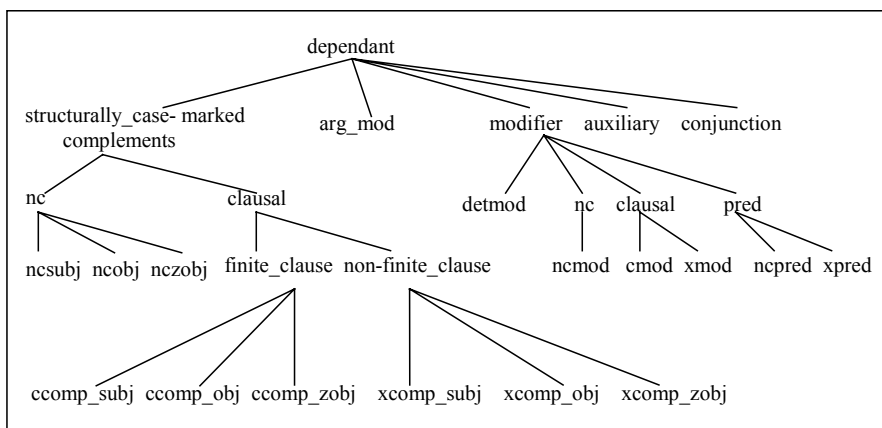 dependant
structurally_case- marked arg_mod modifier auxiliary conjunction
complements
nc clausal detmod nc clausal pred
ncsubj ncobj nczobj finite_clause non-finite_clause ncmod cmod xmod ncpred xpred
ccomp_subj ccomp_obj ccomp_zobj xcomp_subj xcomp_obj xcomp_zobj